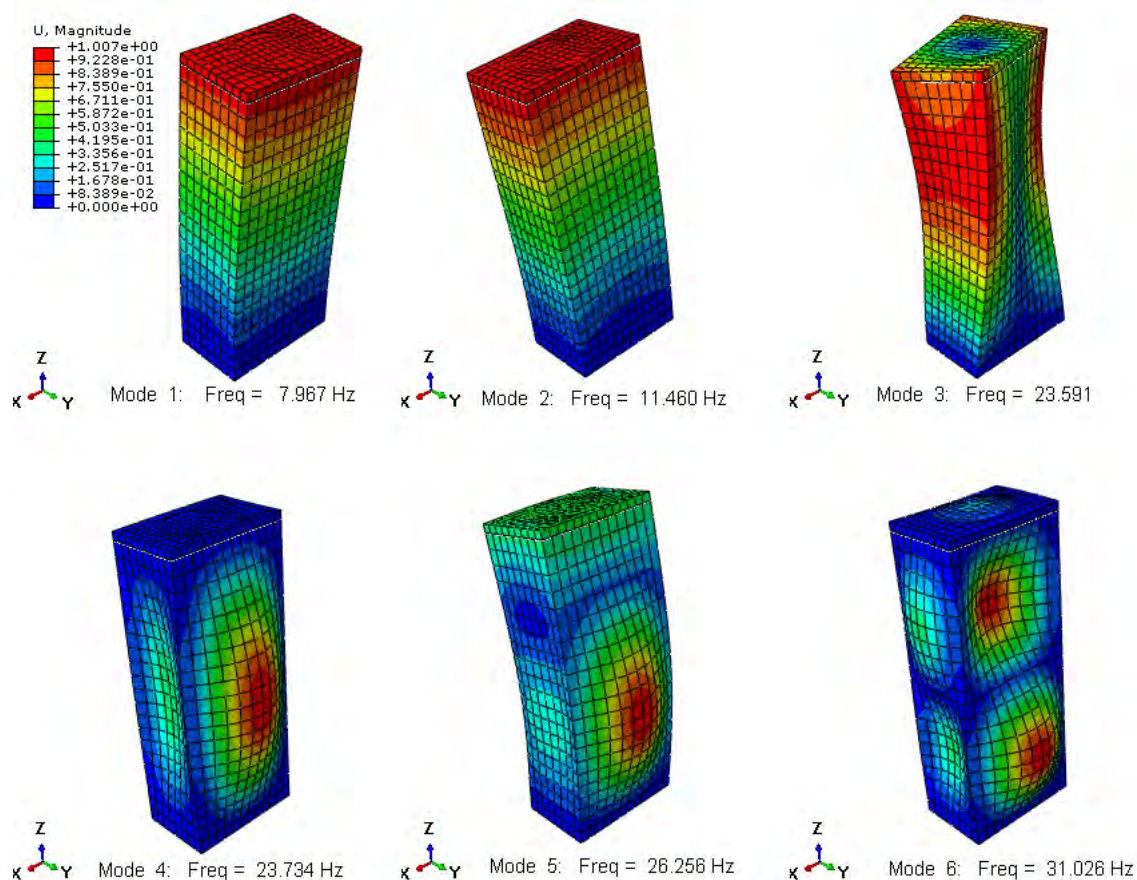 U, Magnitude
+1.007e+00
+9.228e-01
+8.389e-01
+7.550e-01
+6.711e-01
+5.872e-01
+5.033e-01
+4.195e-01
+3.356e-01
+2.517e-01
+1.678e-01
+8.389e-02
+0.000e+00
Z
X Y
Mode 1: Freq = 7.967 Hz
Z
X Y
Mode 2: Freq = 11.460 Hz
Z
X Y
Mode 3: Freq = 23.591
Z
X Y
Mode 4: Freq = 23.734 Hz
Z
X Y
Mode 5: Freq = 26.256 Hz
Z
X Y
Mode 6: Freq = 31.026 Hz